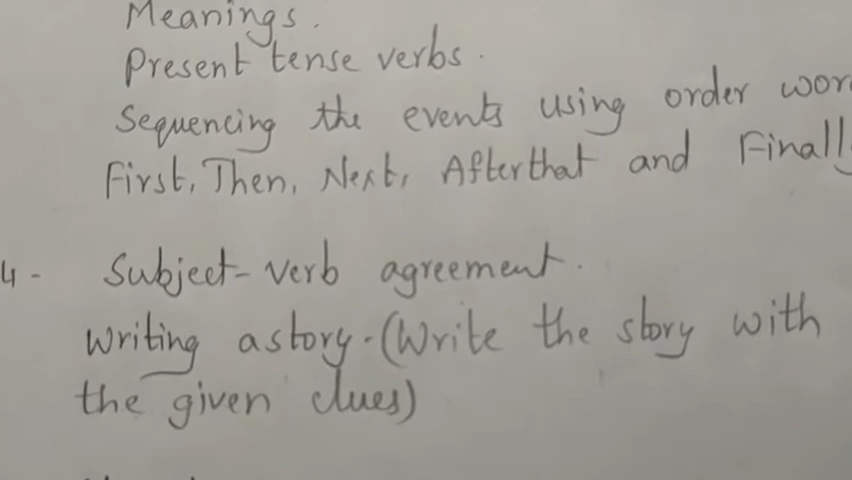 Meanings.
Present tense verbs.
Sequencing the events using order
First, Then, Next, Afterthat and
4- Subject-verb agreement.
Writing astory.(Write the story with
the given clues)